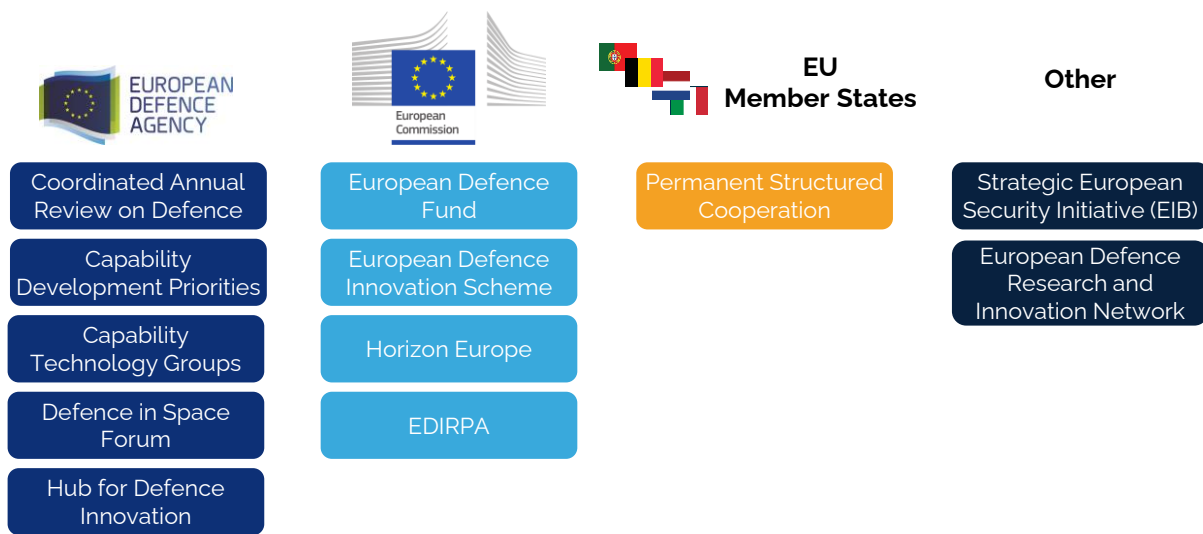 EUROPEAN
DEFENCE
AGENCY
Coordinated Annual
Review on Defence
Capability
Development Priorities
Capability
Technology Groups
Defence in Space
Forum
Hub for Defence
Innovation
European
Commission
European Defence
Fund
European Defence
Innovation Scheme
Horizon Europe
EDIRPA
EU
Member States
Permanent Structured
Cooperation
Other
Strategic European
Security Initiative (EIB)
European Defence
Research and
Innovation Network